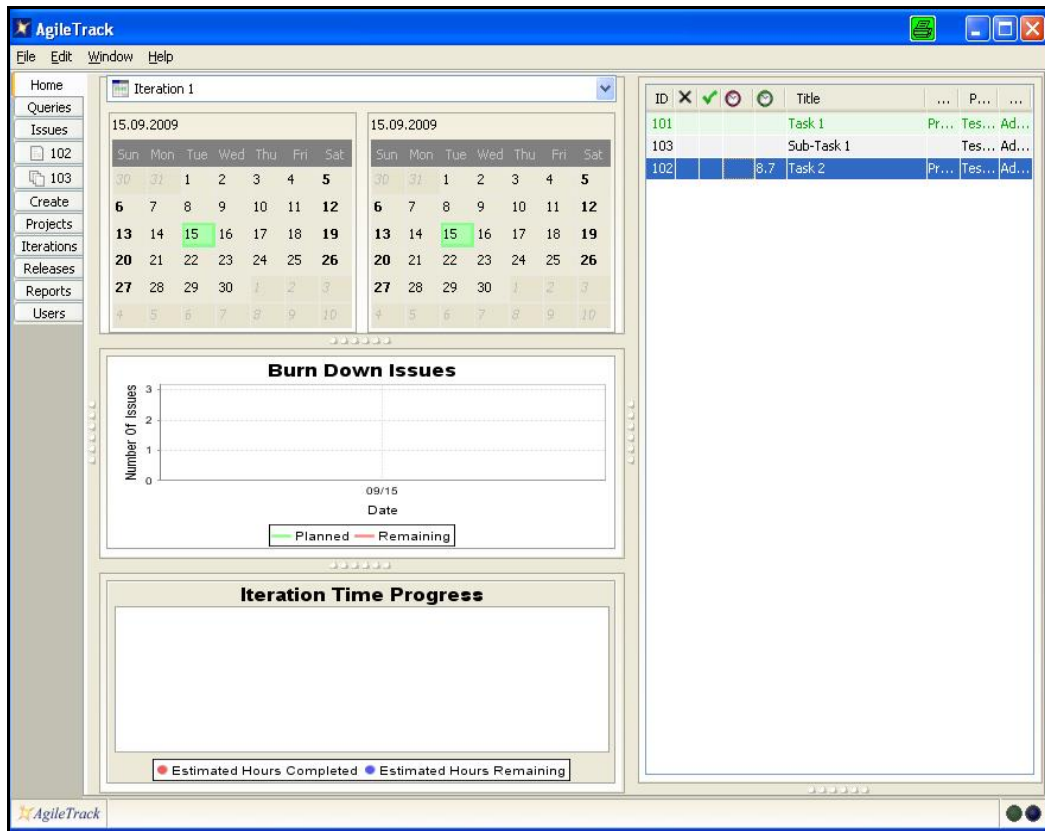 AgileTrack
File Edit Window Help
Home
Queries
Issues
102
103
Create
Projects
Iterations
Releases
Reports
Users
Iteration 1
15.09.2009
Sun Mon Tue Wed Thu Fri Sat
30 31 1 2 3 4 5
6 7 8 9 10 11 12
13 14 15 16 17 18 19
20 21 22 23 24 25 26
27 28 29 30 1 2 3
4 5 6 7 8 9 10
15.09.2009
Sun Mon Tue Wed Thu Fri Sat
30 31 1 2 3 4 5
6 7 8 9 10 11 12
13 14 15 16 17 18 19
20 21 22 23 24 25 26
27 28 29 30 1 2 3
4 5 6 7 8 9 10
Burn Down Issues
Number Of Issues
3
2
1
0
09/15
Date
Planned Remaining
Iteration Time Progress
Estimated Hours Completed Estimated Hours Remaining
ID Title ... P... ...
101 Task 1 Pr... Tes... Ad...
103 Sub-Task 1 Tes... Ad...
102 8.7 Task 2 Pr... Tes... Ad...
AgileTrack